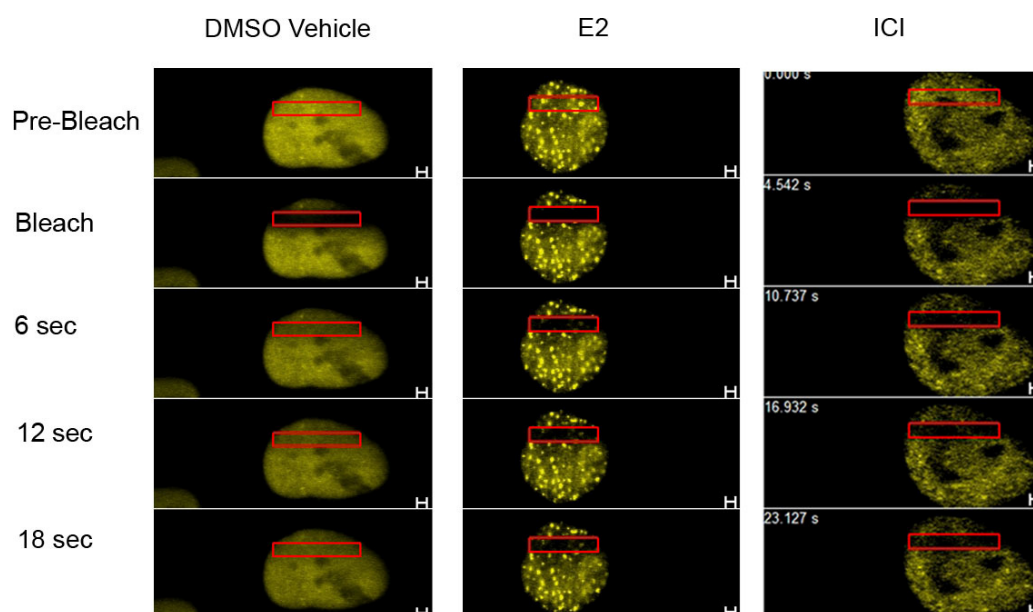 DMSO Vehicle E2 ICI
Pre-Bleach
0.000 s
Bleach
4.542 s
6 sec
10.737 s
12 sec
16.932 s
18 sec
23.127 s